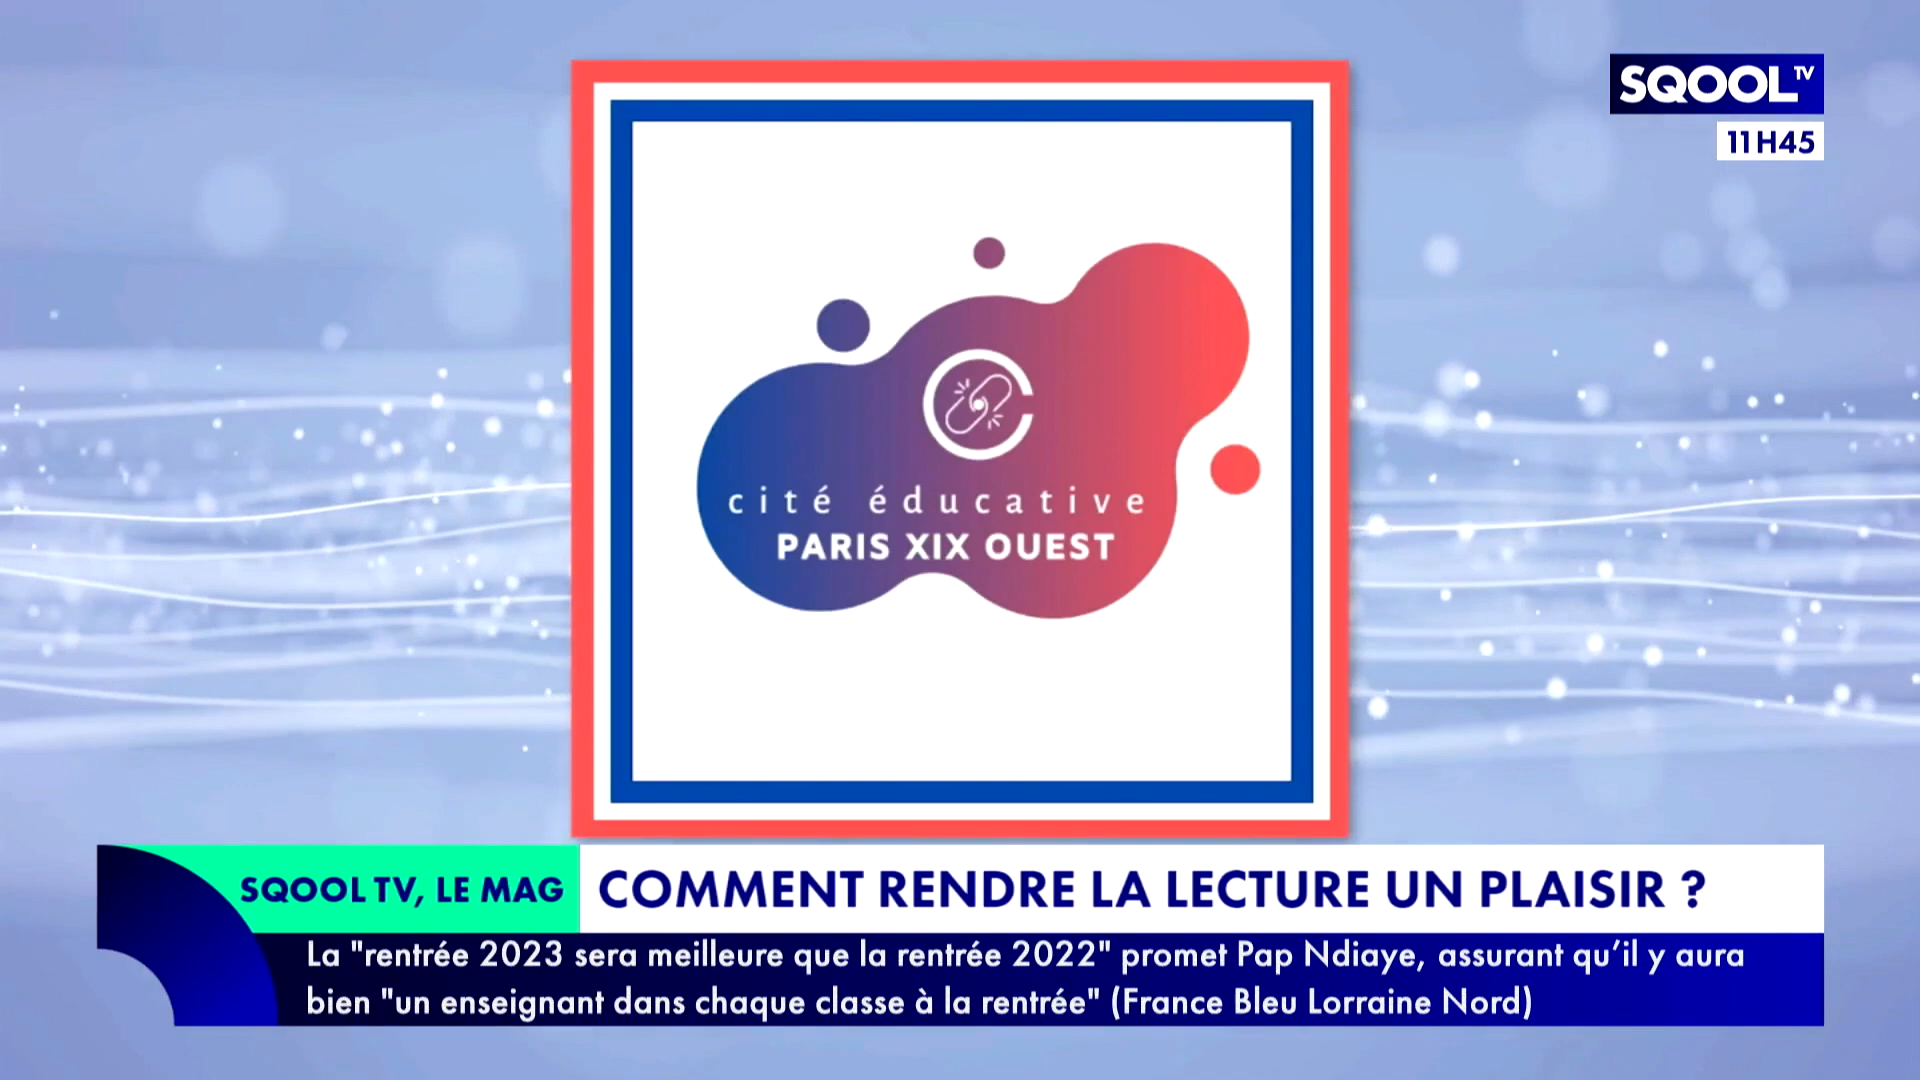 SQOOL TV
11H45
cité éducative
PARIS XIX OUEST
SQOOL TV, LE MAG
COMMENT RENDRE LA LECTURE UN PLAISIR ?
La "rentrée 2023 sera meilleure que la rentrée 2022" promet Pap Ndiaye, assurant qu’il y aura
bien "un enseignant dans chaque classe à la rentrée" (France Bleu Lorraine Nord)